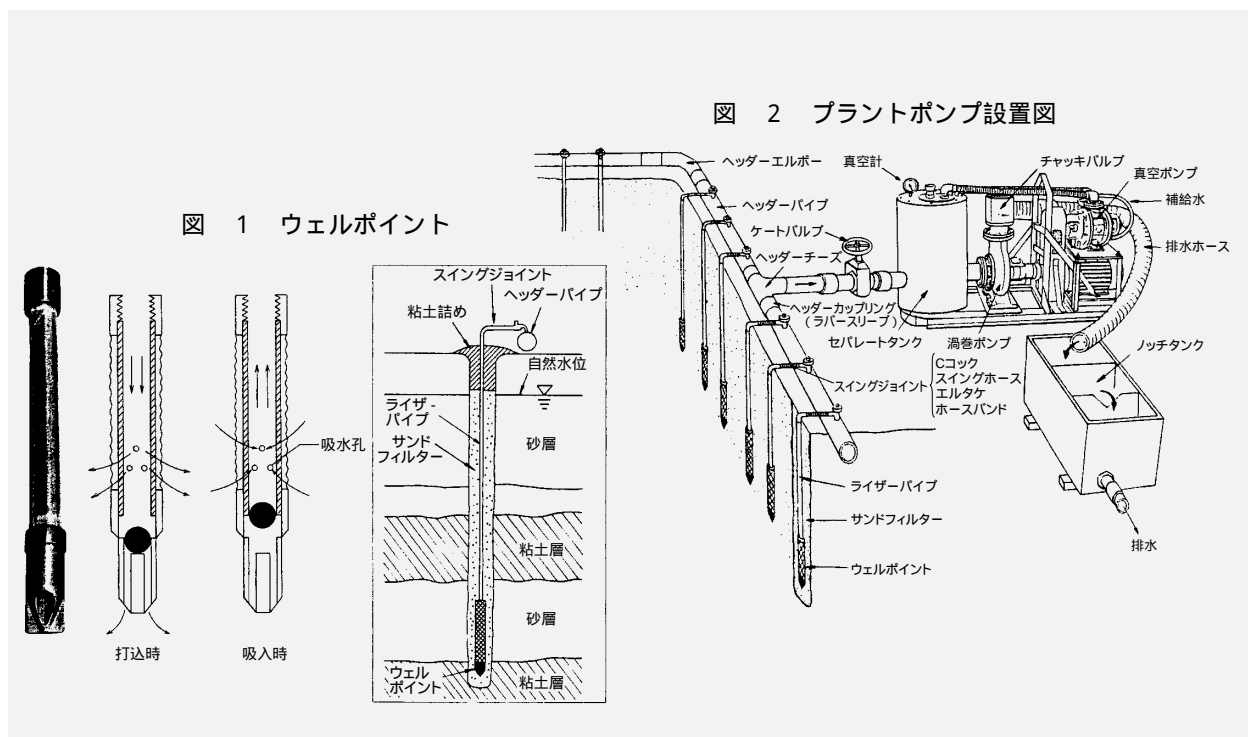 図 1 ウェルポイント
打込時
吸入時
吸水孔
スイングジョイント
ヘッダーパイプ
粘土詰め
自然水位
ライザ-
パイプ
サンド
フィルター
砂層
粘土層
砂層
ウェル
ポイント
粘土層
図 2 プラントポンプ設置図
ヘッダーエルボー
真空計
チャッキバルブ
真空ポンプ
補給水
ヘッダーパイプ
ケートバルブ
ヘッダーチーズ
排水ホース
ヘッダーカップリング
(ラバースリーブ)
セパレートタンク
渦巻ポンプ
ノッチタンク
スイングジョイント
Cコック
スイングホース
エルタケ
ホースバンド
ライザーパイプ
サンドフィルター
ウェルポイント
排水